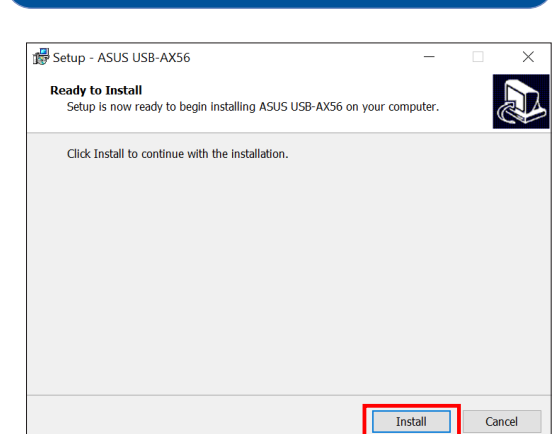 Setup - ASUS USB-AX56
Ready to Install
Setup is now ready to begin installing ASUS USB-AX56 on your computer.
Click Install to continue with the installation.
Install Cancel